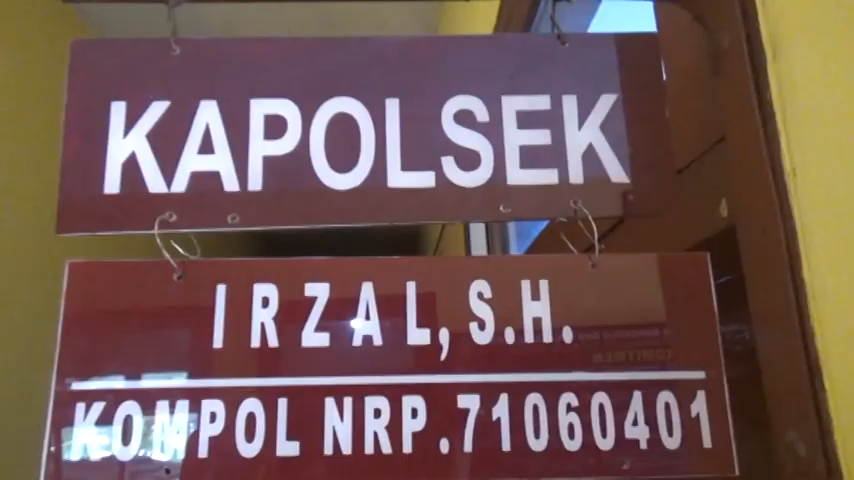 KAPOLSEK
IRZAL, S.H.
KOMPOL NRP.71060401